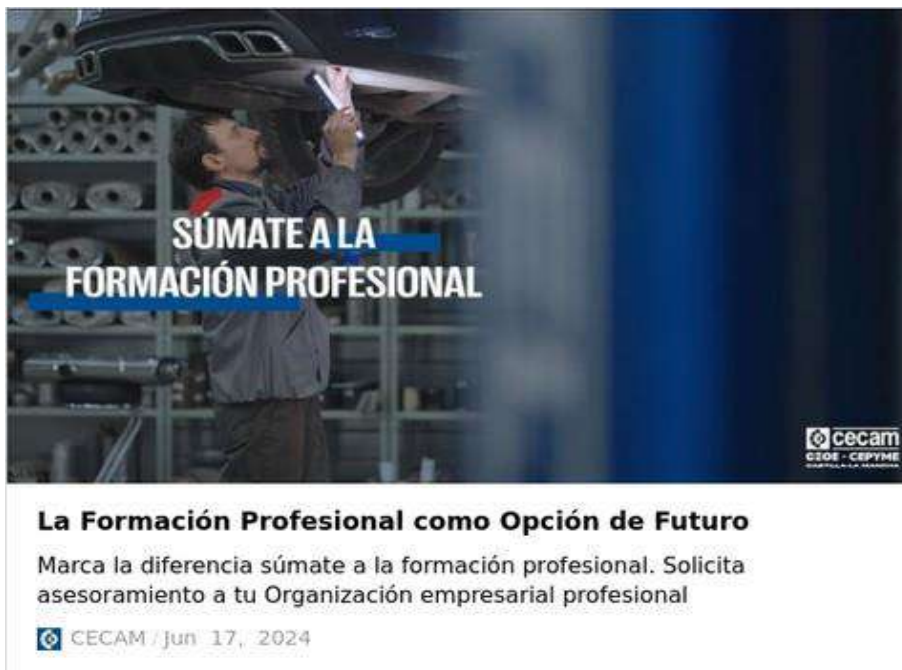 SÚMATE A LA
FORMACIÓN PROFESIONAL
cecam
CEOE - CEPYME
CASTILLA-LA MANCHA
La Formación Profesional como Opción de Futuro
Marca la diferencia súmate a la formación profesional. Solicita
asesoramiento a tu Organización empresarial profesional
CECAM / Jun 17, 2024